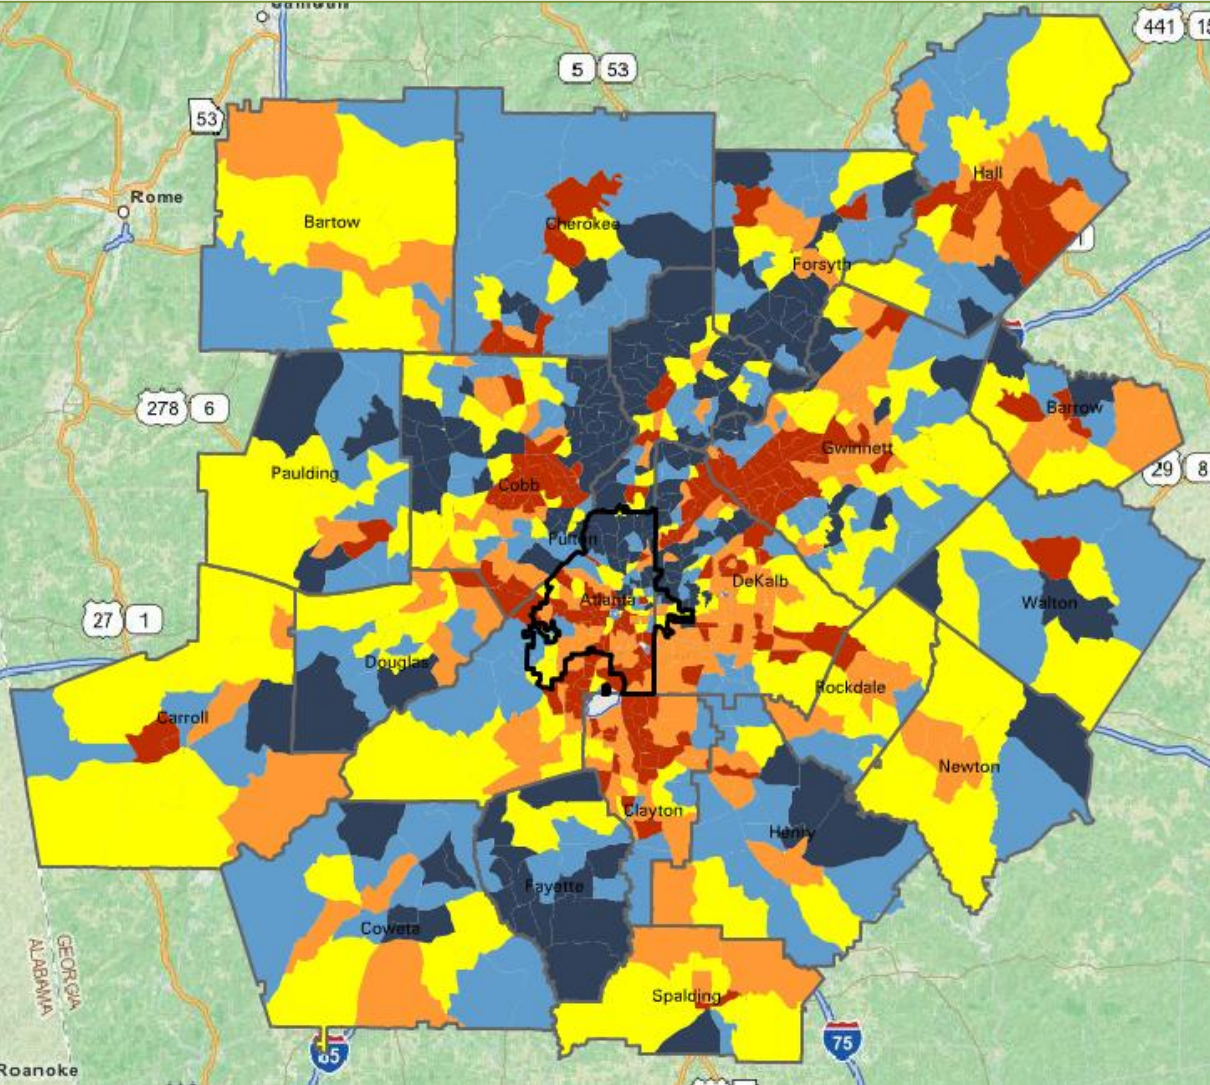 441
5
53
53
Hall
Rome
Bartow
Cherokee
Forsyth
278
6
Barrow
Paulding
Gwinnett
29
8
Cobb
Fulton
DeKalb
Atlanta
Walton
27
1
Douglas
Rockdale
Carroll
Newton
Clayton
Henry
Fayette
Coweta
GEORGIA
ALABAMA
Spalding
75
Roanoke